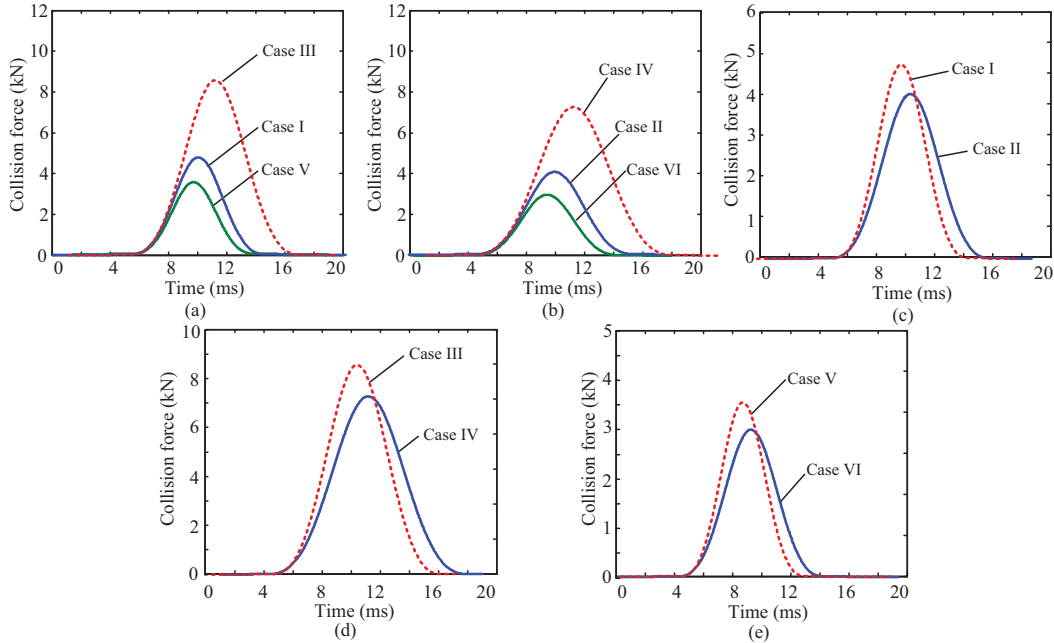 12
10
8
6
4
2
0
Collision force (kN)
Case III
Case I
Case V
0 4 8 12 16 20
Time (ms)
(a)
12
10
8
6
4
2
0
Collision force (kN)
Case IV
Case II
Case VI
0 4 8 12 16 20
Time (ms)
(b)
6
5
4
3
2
1
0
Collision force (kN)
Case I
Case II
0 4 8 12 16 20
Time (ms)
(c)
10
8
6
4
2
0
Collision force (kN)
Case III
Case IV
0 4 8 12 16 20
Time (ms)
(d)
5
4
3
2
1
0
Collision force (kN)
Case V
Case VI
0 4 8 12 16 20
Time (ms)
(e)